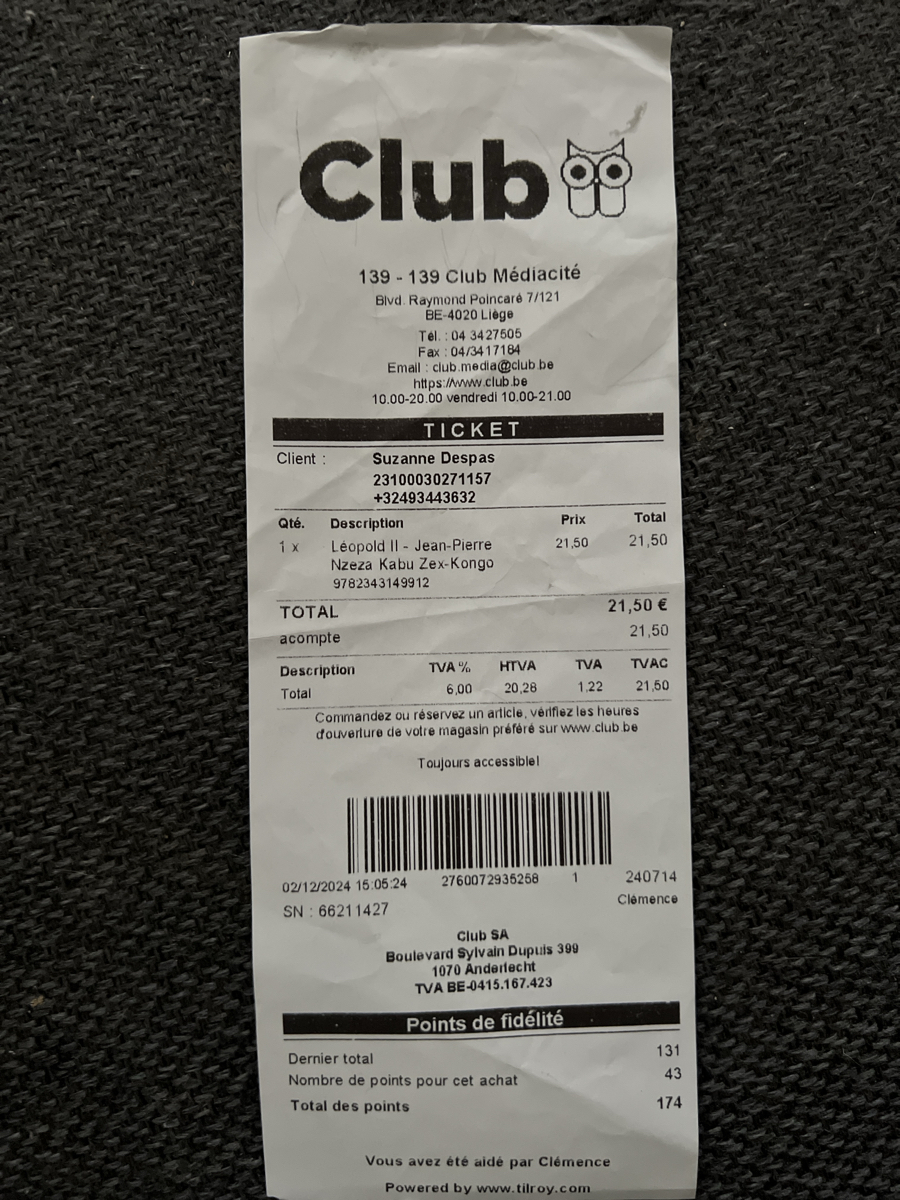 Club
139 - 139 Club Médiacité
Blvd. Raymond Poincaré 7/121
BE-4020 Liège
Tél. : 04 3427605
Fax : 04/3417184
Email : club.media@club.be
https://www.club.be
10.00-20.00 vendredi 10.00-21.00
TICKET
Client : Suzanne Despas
23100030271157
+32493443632
Qté. Description Prix Total
1 x Léopold II - Jean-Pierre 21,50 21,50
Nzeza Kabu Zex-Kongo
9782343149912
TOTAL 21,50 €
acompte 21,50
Description TVA % HTVA TVA TVAC
Total 6,00 20,28 1,22 21,50
Commandez ou réservez un article, vérifiez les heures
d'ouverture de votre magasin préféré sur www.club.be
Toujours accessible!
02/12/2024 15:05:24 2760072935258 1 240714
SN : 66211427 Clémence
Club SA
Boulevard Sylvain Dupuis 399
1070 Anderlecht
TVA BE-0415.167.423
Points de fidélité
Dernier total 131
Nombre de points pour cet achat 43
Total des points 174
Vous avez été aidé par Clémence
Powered by www.tilroy.com